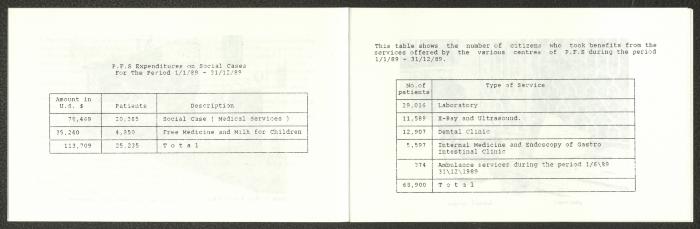 P.F.S Expenditures on Social Cases
For The Period 1/1/89 - 31/12/89
Amount in U.S. $ Patients Description
78,469 20,385 Social Case ( Medical Services )
35,240 4,850 Free Medicine and Milk for Children
113,709 25,235 T o t a l
This table shows the number of citizens who took benefits from the
services offered by the various centres of P.F.S during the period
1/1/89 - 31/12/89.
No.of patients Type of Service
29,016 Laboratory
11,589 X-Ray and Ultrasound.
12,907 Dental Clinic
5,597 Internal Medicine and Endoscopy of Gastro
Intestinal Clinic
774 Ambulance services during the period 1/6\89
31\12\1989
T o t a l